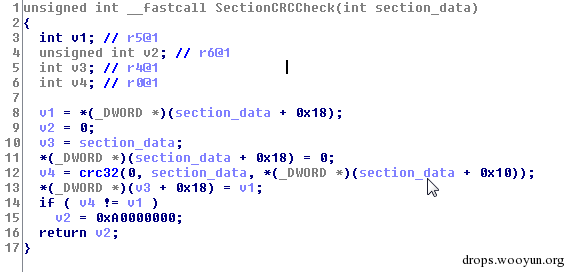 1 unsigned int __fastcall SectionCRCCheck(int section_data)
2 {
3 int v1; // r5@1
4 unsigned int v2; // r6@1
5 int v3; // r4@1
6 int v4; // r0@1
7
8 v1 = *(_DWORD *)(section_data + 0x18);
9 v2 = 0;
10 v3 = section_data;
11 *(_DWORD *)(section_data + 0x18) = 0;
12 v4 = crc32(0, section_data, *(_DWORD *)(section_data + 0x10));
13 *(_DWORD *)(v3 + 0x18) = v1;
14 if ( v4 != v1 )
15 v2 = 0xA0000000;
16 return v2;
17 }
drops.wooyun.org